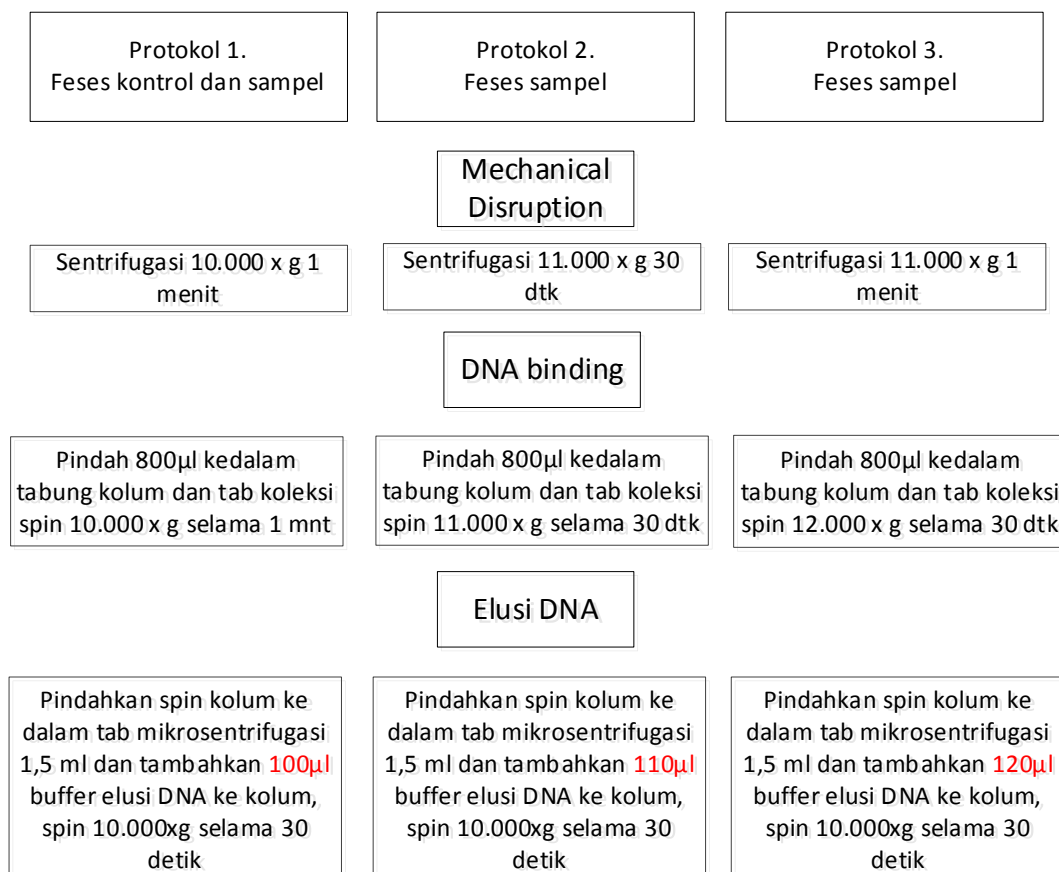 Protokol 1.
Feses kontrol dan sampel
Protokol 2.
Feses sampel
Protokol 3.
Feses sampel
Mechanical
Disruption
Sentrifugasi 10.000 x g 1
menit
Sentrifugasi 11.000 x g 30
dtk
Sentrifugasi 11.000 x g 1
menit
DNA binding
Pindah 800µl kedalam
tabung kolum dan tab koleksi
spin 10.000 x g selama 1 mnt
Pindah 800µl kedalam
tabung kolum dan tab koleksi
spin 11.000 x g selama 30 dtk
Pindah 800µl kedalam
tabung kolum dan tab koleksi
spin 12.000 x g selama 30 dtk
Elusi DNA
Pindahkan spin kolum ke
dalam tab mikrosentrifugasi
1,5 ml dan tambahkan 100µl
buffer elusi DNA ke kolum,
spin 10.000xg selama 30
detik
Pindahkan spin kolum ke
dalam tab mikrosentrifugasi
1,5 ml dan tambahkan 110µl
buffer elusi DNA ke kolum,
spin 10.000xg selama 30
detik
Pindahkan spin kolum ke
dalam tab mikrosentrifugasi
1,5 ml dan tambahkan 120µl
buffer elusi DNA ke kolum,
spin 10.000xg selama 30
detik